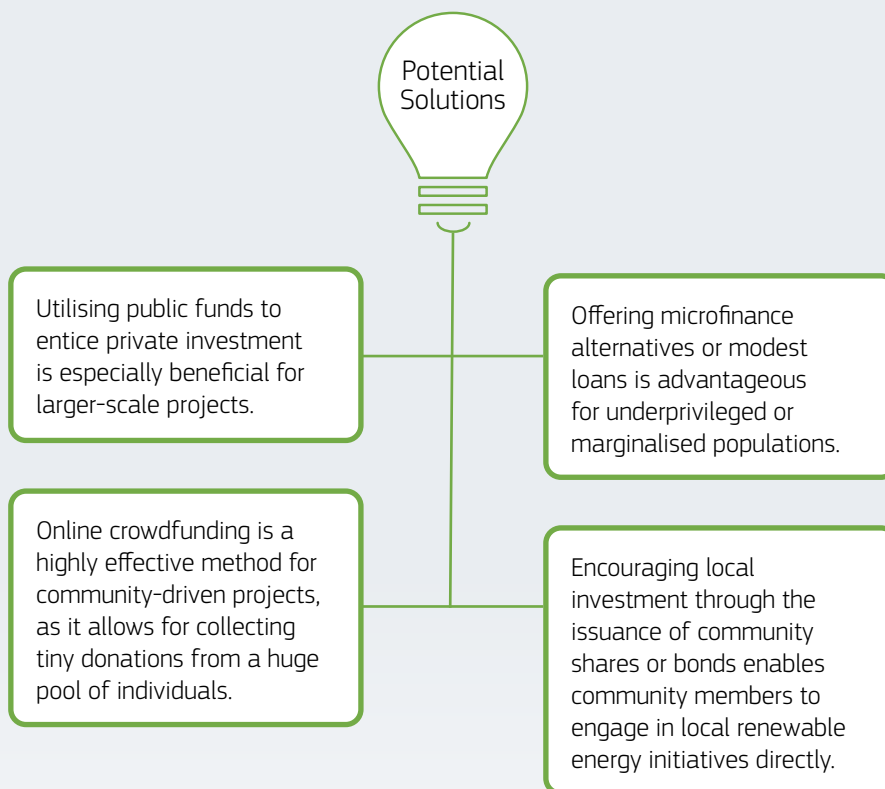 Potential
Solutions
Utilising public funds to
entice private investment
is especially beneficial for
larger-scale projects.
Offering microfinance
alternatives or modest
loans is advantageous
for underprivileged or
marginalised populations.
Online crowdfunding is a
highly effective method for
community-driven projects,
as it allows for collecting
tiny donations from a huge
pool of individuals.
Encouraging local
investment through the
issuance of community
shares or bonds enables
community members to
engage in local renewable
energy initiatives directly.